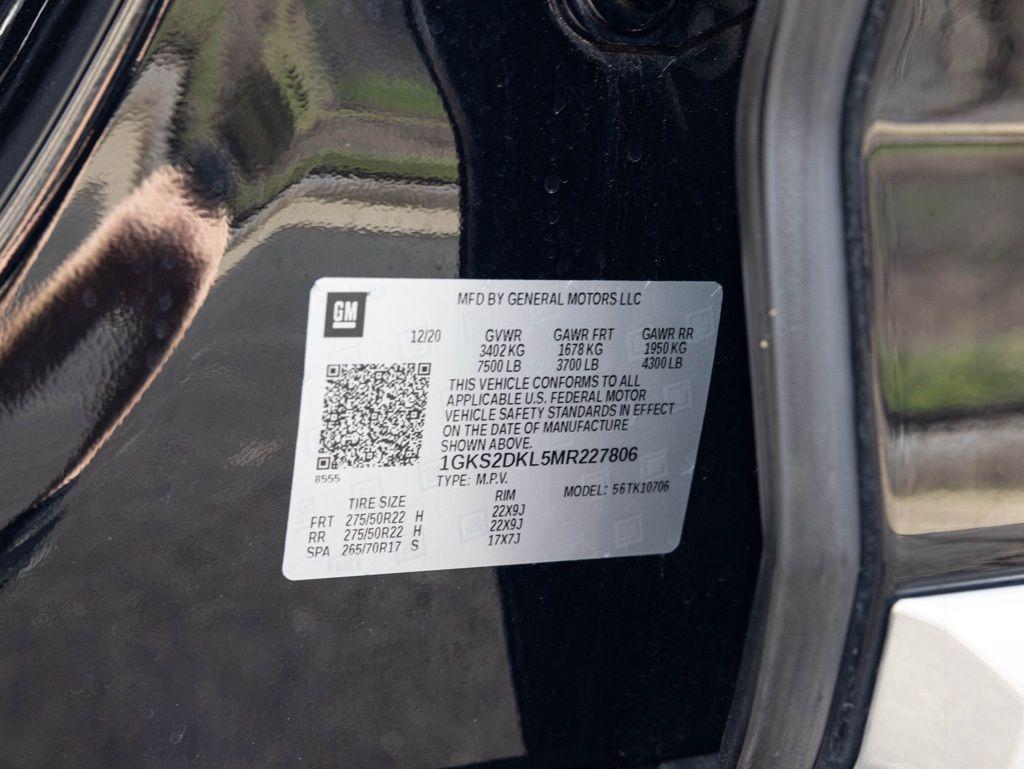 GM
MFD BY GENERAL MOTORS LLC
12/20 GVWR GAWR FRT GAWR RR
3402 KG 1678 KG 1950 KG
7500 LB 3700 LB 4300 LB
THIS VEHICLE CONFORMS TO ALL
APPLICABLE U.S. FEDERAL MOTOR
VEHICLE SAFETY STANDARDS IN EFFECT
ON THE DATE OF MANUFACTURE
SHOWN ABOVE.
1GKS2DKL5MR227806
8555
TYPE: M.P.V. MODEL: 56TK10706
TIRE SIZE RIM
FRT 275/50R22 H 22X9J
RR 275/50R22 H 22X9J
SPA 265/70R17 S 17X7J